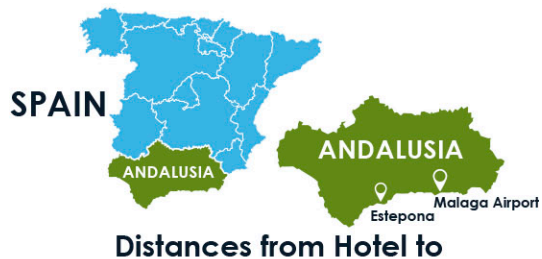 SPAIN
ANDALUSIA
ANDALUSIA
Estepona
Malaga Airport
Distances from Hotel to